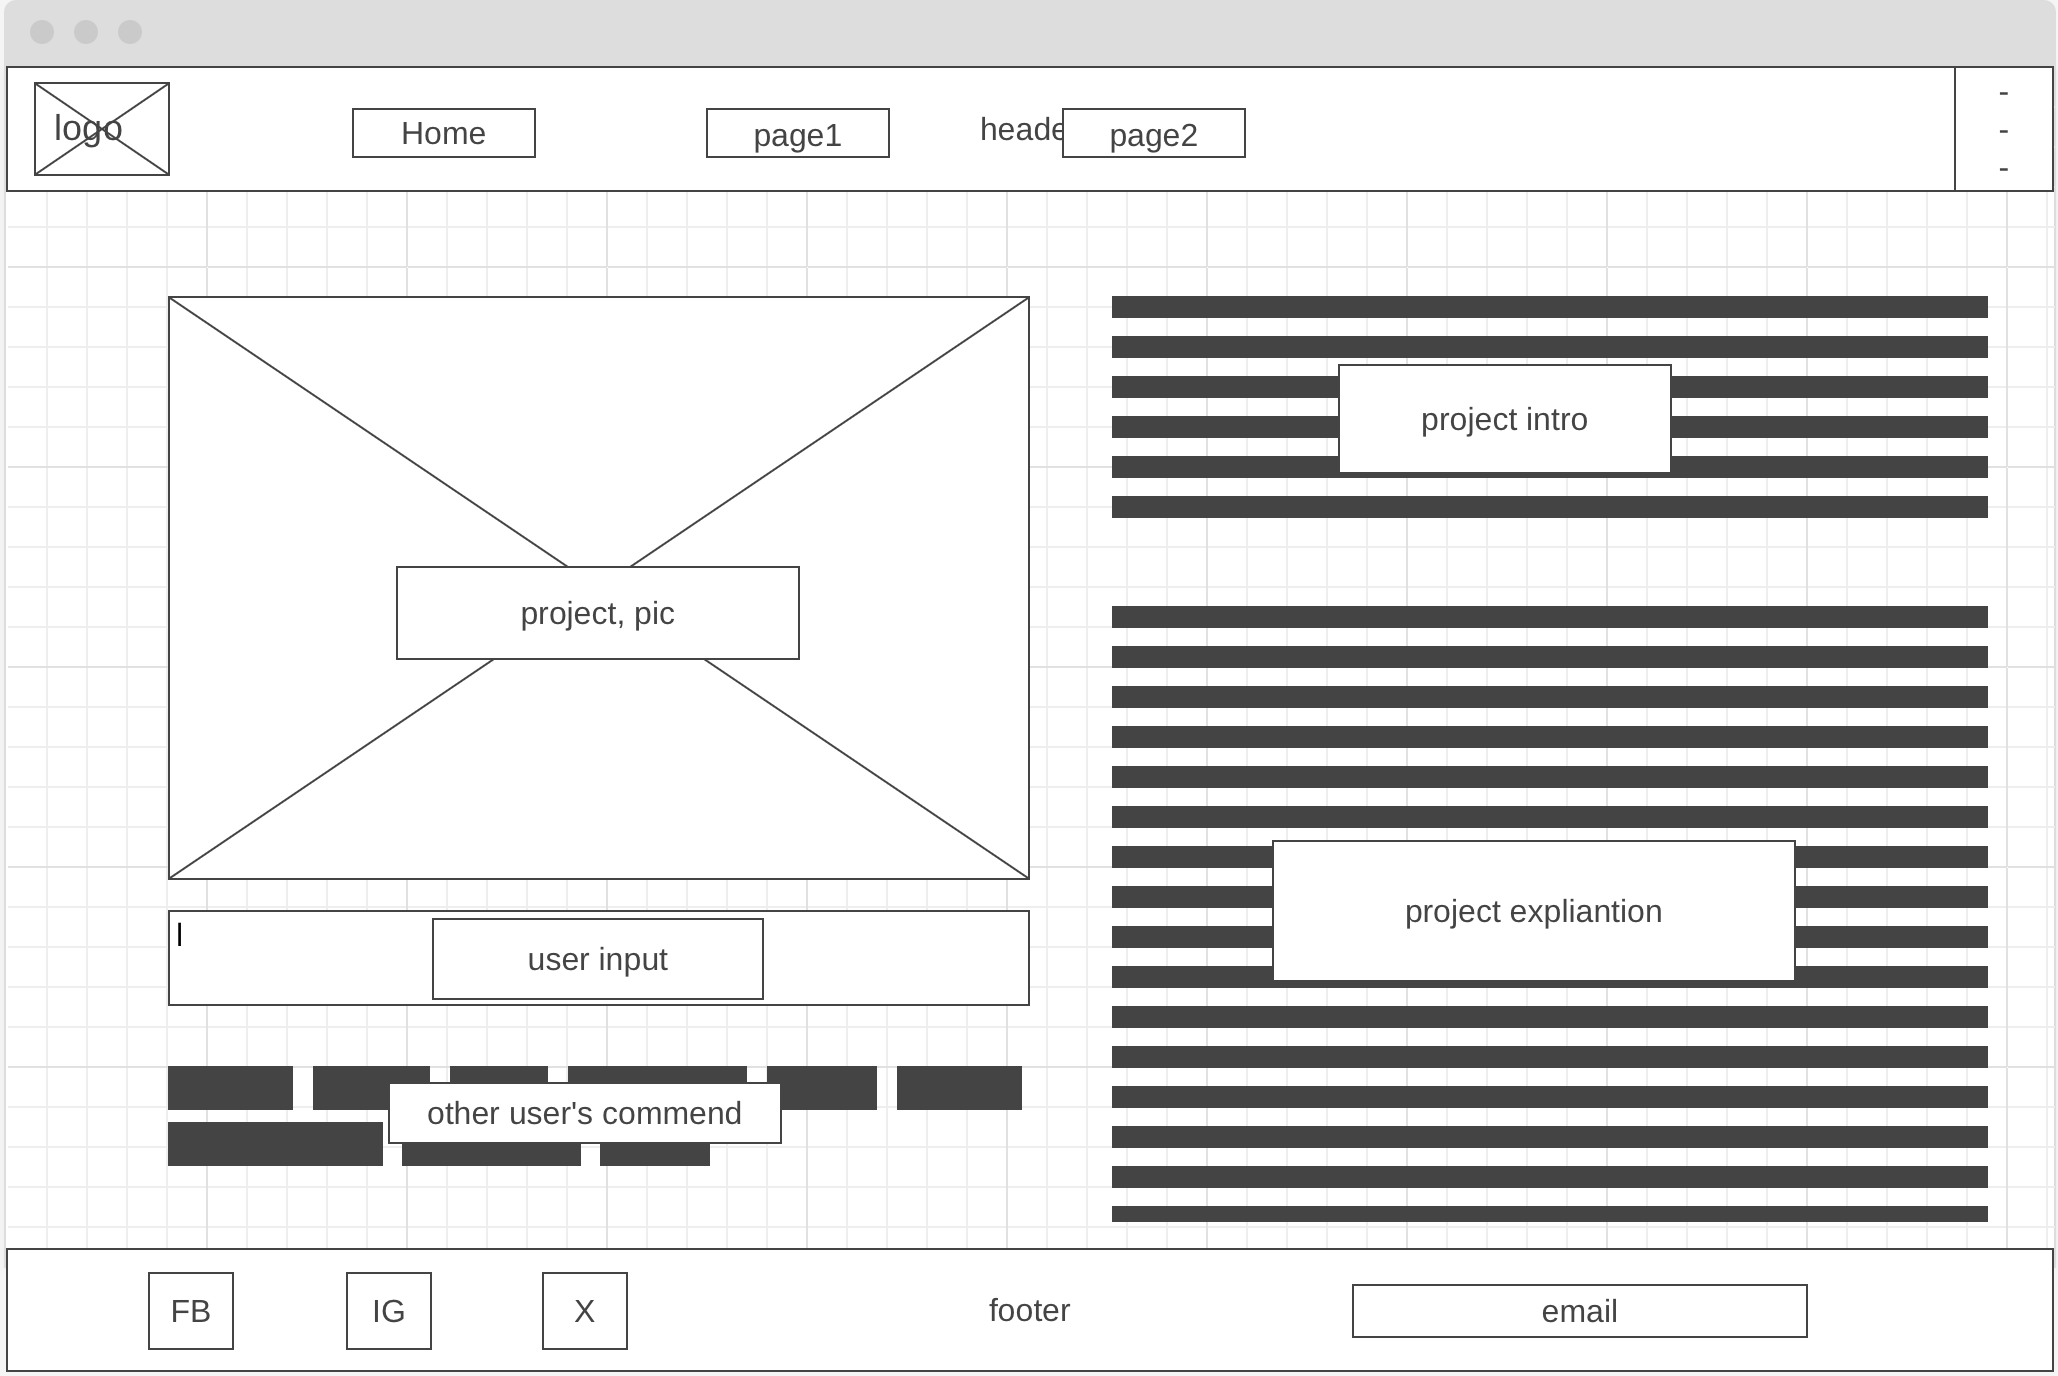 logo
Home
page1
heade
page2
-
-
-
project intro
project, pic
project expliantion
user input
other user's commend
FB
IG
X
footer
email